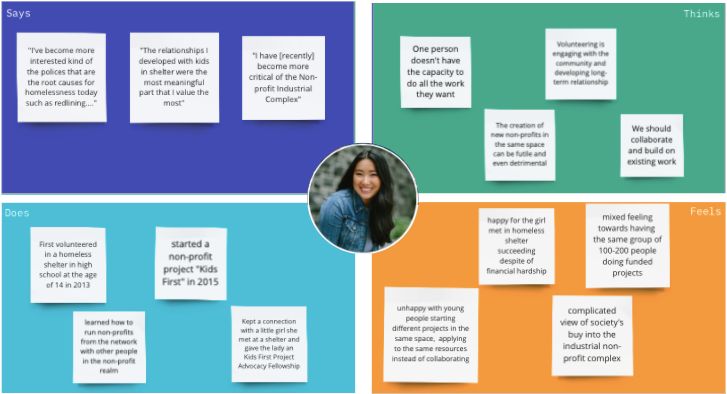 Says
"I've become more
interested kind of
the polices that are
the root causes for
homelessness today
such as redlining...."
"The relationships I
developed with kids
in shelter were the
most meaningful
part that I value the
most"
"I have [recently]
become more
critical of the Non-
profit Industrial
Complex"
Thinks
One person
doesn't have
the capacity to
do all the work
they want
Volunteering is
engaging with the
community and
developing long-
term relationship
The creation of
new non-profits in
the same space
can be futile and
even detrimental
We should
collaborate
and build on
existing work
Does
First volunteered
in a homeless
shelter in high
school at the age
of 14 in 2013
started a
non-profit
project "Kids
First" in 2015
learned how to
run non-profits
from the network
with other people
in the non-profit
realm
Kept a connection
with a little girl she
met at a shelter and
gave the lady an
Kids First Project
Advocacy Fellowship
Feels
happy for the girl
met in homeless
shelter
succeeding
despite of
financial hardship
mixed feeling
towards having
the same group of
100-200 people
doing funded
projects
unhappy with young
people starting
different projects in the
same space, applying
to the same resources
instead of collaborating
complicated
view of society's
buy into the
industrial non-
profit complex